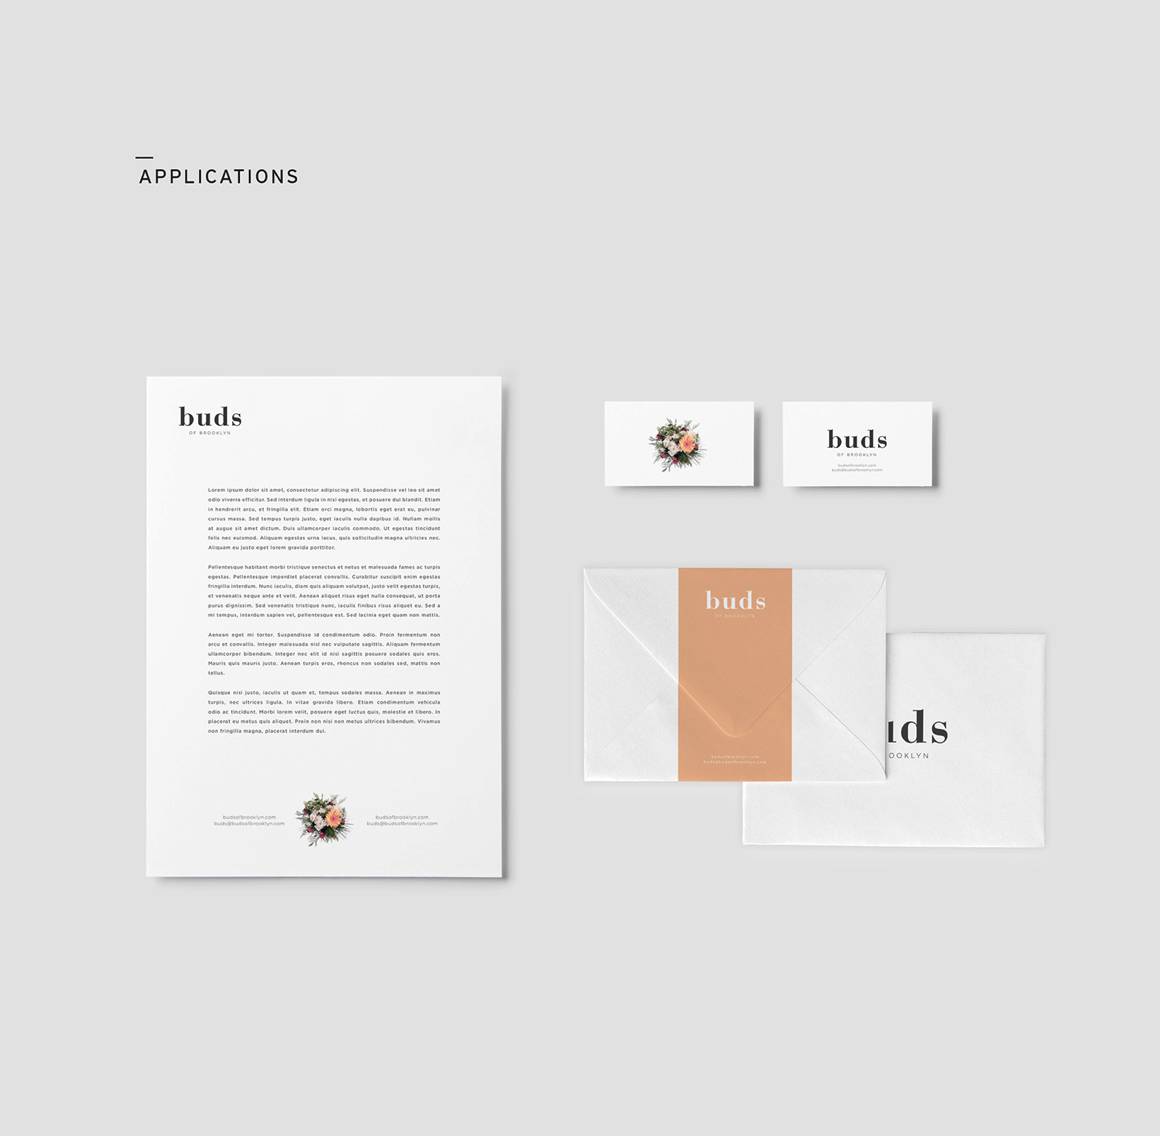 APPLICATIONS
buds
OF BROOKLYN
Lorem ipsum dolor sit amet, consectetur adipiscing elit. Suspendisse vel leo sit amet
odio viverra efficitur. Sed interdum ligula in nisi egestas, et posuere dui blandit. Etiam
in hendrerit arcu, et fringilla elit. Etiam orci magna, lobortis eget erat eu, pulvinar
cursus massa. Sed tempus turpis justo, eget iaculis nulla dapibus id. Nullam mollis
at augue sit amet dictum. Duis ullamcorper iaculis commodo. Ut egestas tincidunt
felis nec euismod. Aliquam egestas urna lacus, quis sollicitudin magna ultricies nec.
Aliquam eu justo eget lorem gravida porttitor.
Pellentesque habitant morbi tristique senectus et netus et malesuada fames ac turpis
egestas. Pellentesque imperdiet placerat convallis. Curabitur suscipit enim egestas
fringilla interdum. Nunc iaculis, diam quis aliquam volutpat, justo velit egestas turpis,
et venenatis neque ante et velit. Aenean aliquet risus eget nulla consequat, ut porta
purus dignissim. Sed venenatis tristique nunc, iaculis finibus risus aliquet eu. Sed a
mi tempus, interdum sapien vel, pellentesque est. Sed lacinia eget quam non mattis.
Aenean eget mi tortor. Suspendisse id condimentum odio. Proin fermentum non
arcu et convallis. Integer malesuada nisl nec vulputate sagittis. Aliquam fermentum
ullamcorper bibendum. Integer nec elit id nisi sagittis posuere sodales quis eros.
Mauris quis mauris justo. Aenean turpis eros, rhoncus non sodales sed, mattis non
tellus.
Quisque nisi justo, iaculis ut quam et, tempus sodales massa. Aenean in maximus
turpis, nec ultrices ligula. In vitae gravida libero. Etiam condimentum vehicula
odio ac tincidunt. Morbi lorem velit, posuere eget luctus quis, molestie et libero. In
placerat eu metus quis aliquet. Proin non nisi non metus ultrices bibendum. Vivamus
non fringilla magna, placerat interdum dui.
budsofbrooklyn.com
buds@budsofbrooklyn.com
budsofbrooklyn.com
buds@budsofbrooklyn.com
buds
OF BROOKLYN
budsofbrooklyn.com
buds@budsofbrooklyn.com
buds
OF BROOKLYN
budsofbrooklyn.com
buds@budsofbrooklyn.com
uds
OOKLYN